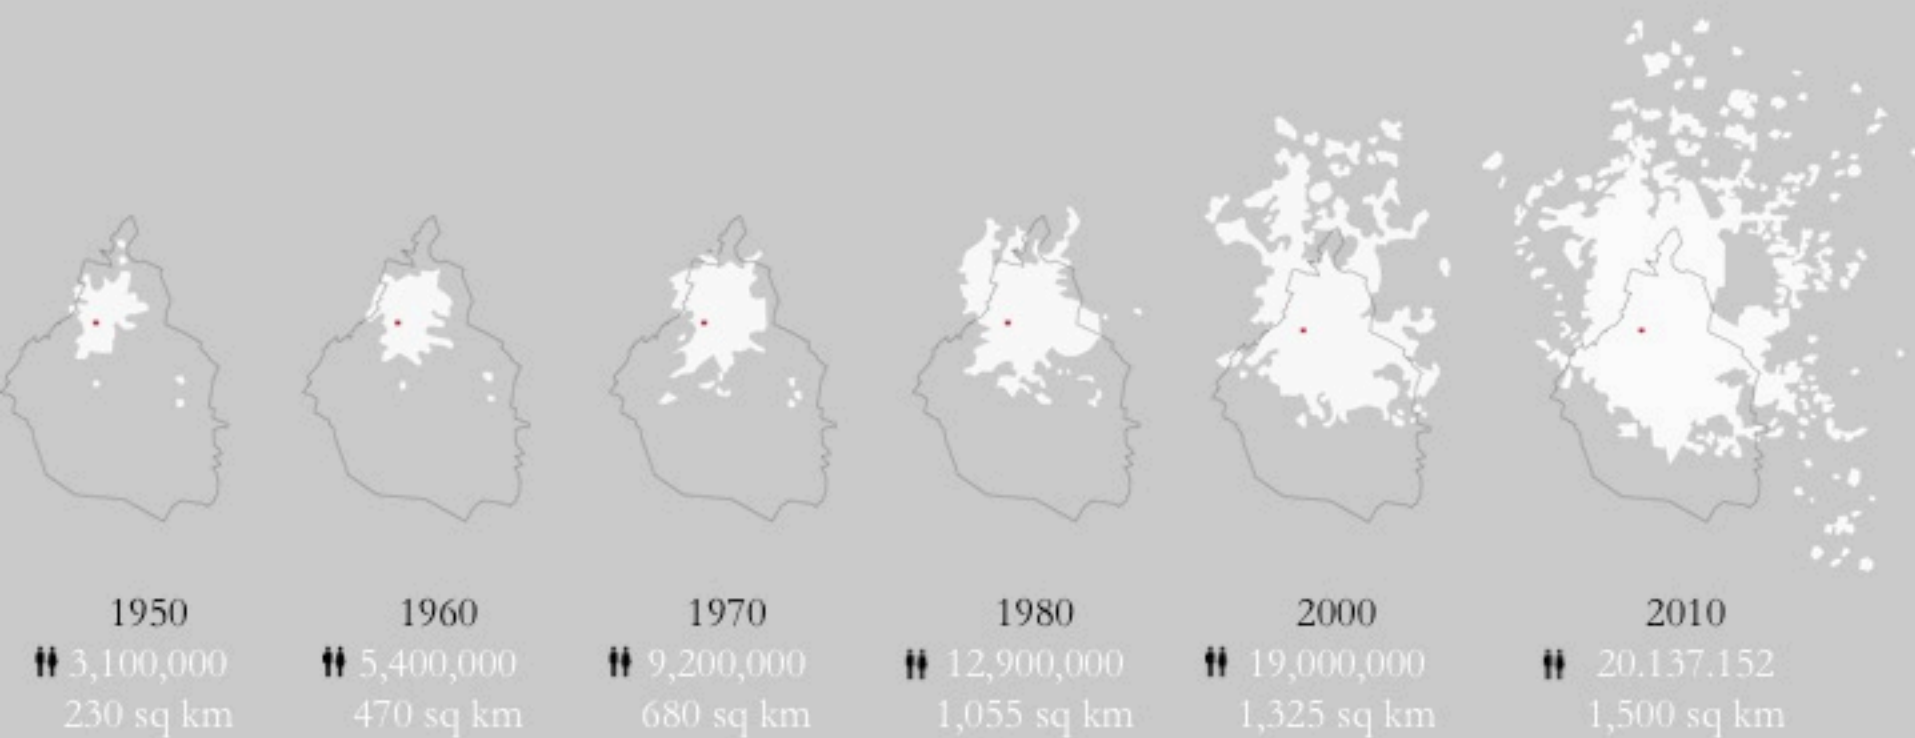 1950 1960 1970 1980 2000 2010
3,100,000 5,400,000 9,200,000 12,900,000 19,000,000 20.137.152
230 sq km 470 sq km 680 sq km 1,055 sq km 1,325 sq km 1,500 sq km